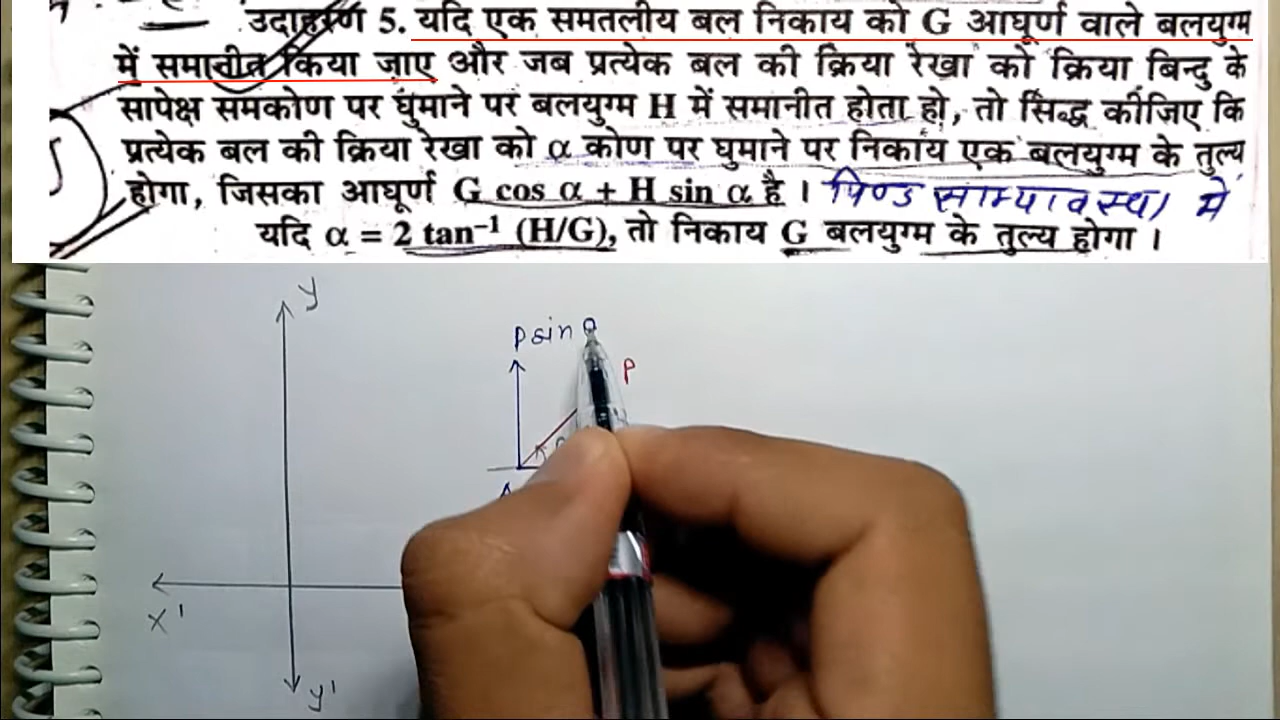 उदाहरण 5. यदि एक समतलीय बल निकाय को G आघूर्ण वाले बलयुग्म
में समानीत किया जाए और जब प्रत्येक बल की क्रिया रेखा को क्रिया बिन्दु के
सापेक्ष समकोण पर घुमाने पर बलयुग्म H में समानीत होता हो, तो सिद्ध कीजिए कि
प्रत्येक बल की क्रिया रेखा को α कोण पर घुमाने पर निकाय एक बलयुग्म के तुल्य
होगा, जिसका आघूर्ण G cos α + H sin α है । पिण्ड साम्यावस्था में
यदि α = 2 tan⁻¹ (H/G), तो निकाय G बलयुग्म के तुल्य होगा ।
y
P sin θ
P
x'
y'